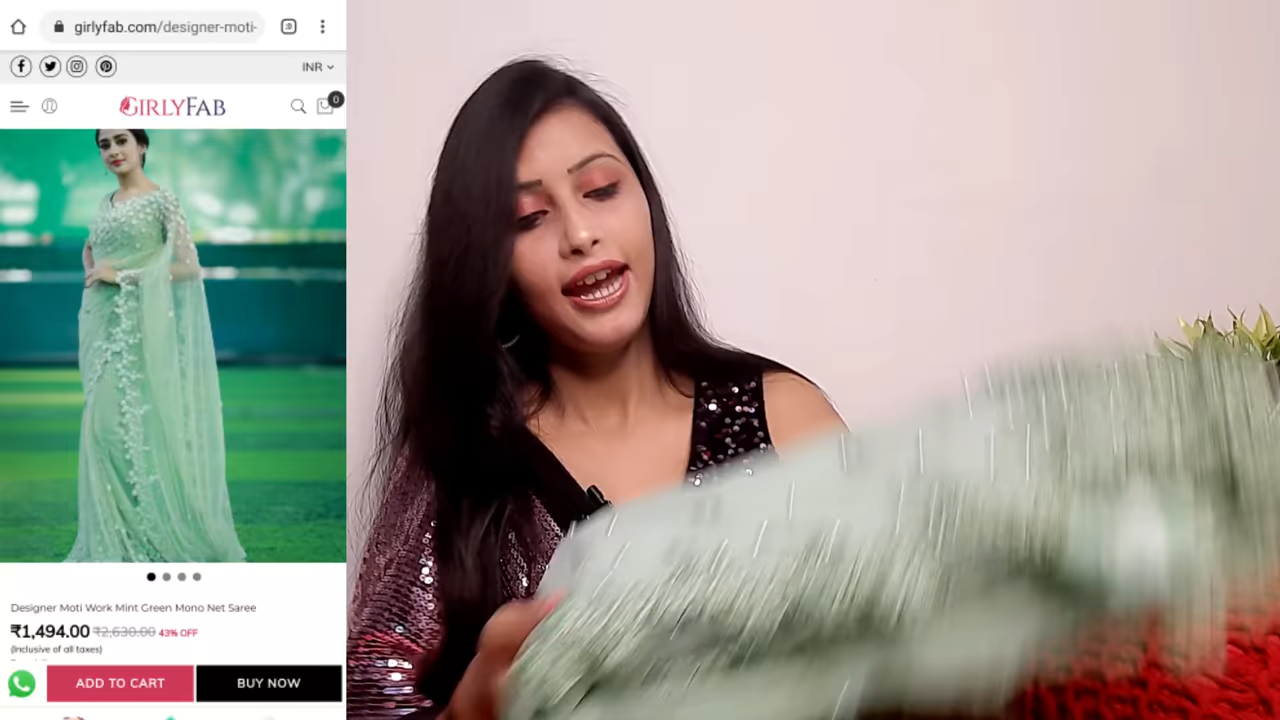 girlyfab.com/designer-moti-
INR
GIRLYFAB
0
Designer Moti Work Mint Green Mono Net Saree
₹1,494.00 ₹2,630.00 43% OFF
(Inclusive of all taxes)
ADD TO CART
BUY NOW